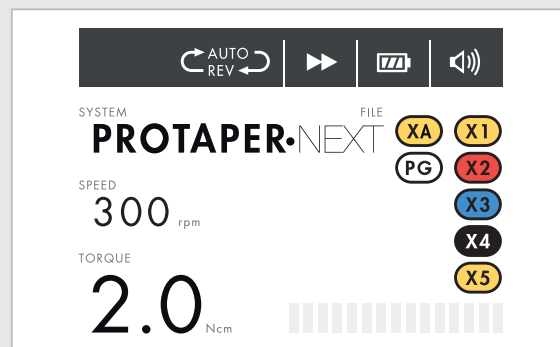 AUTO
REV
SYSTEM
FILE
PROTAPER•NEXT
XA X1
PG X2
X3
X4
X5
SPEED
300 rpm
TORQUE
2.0 Ncm